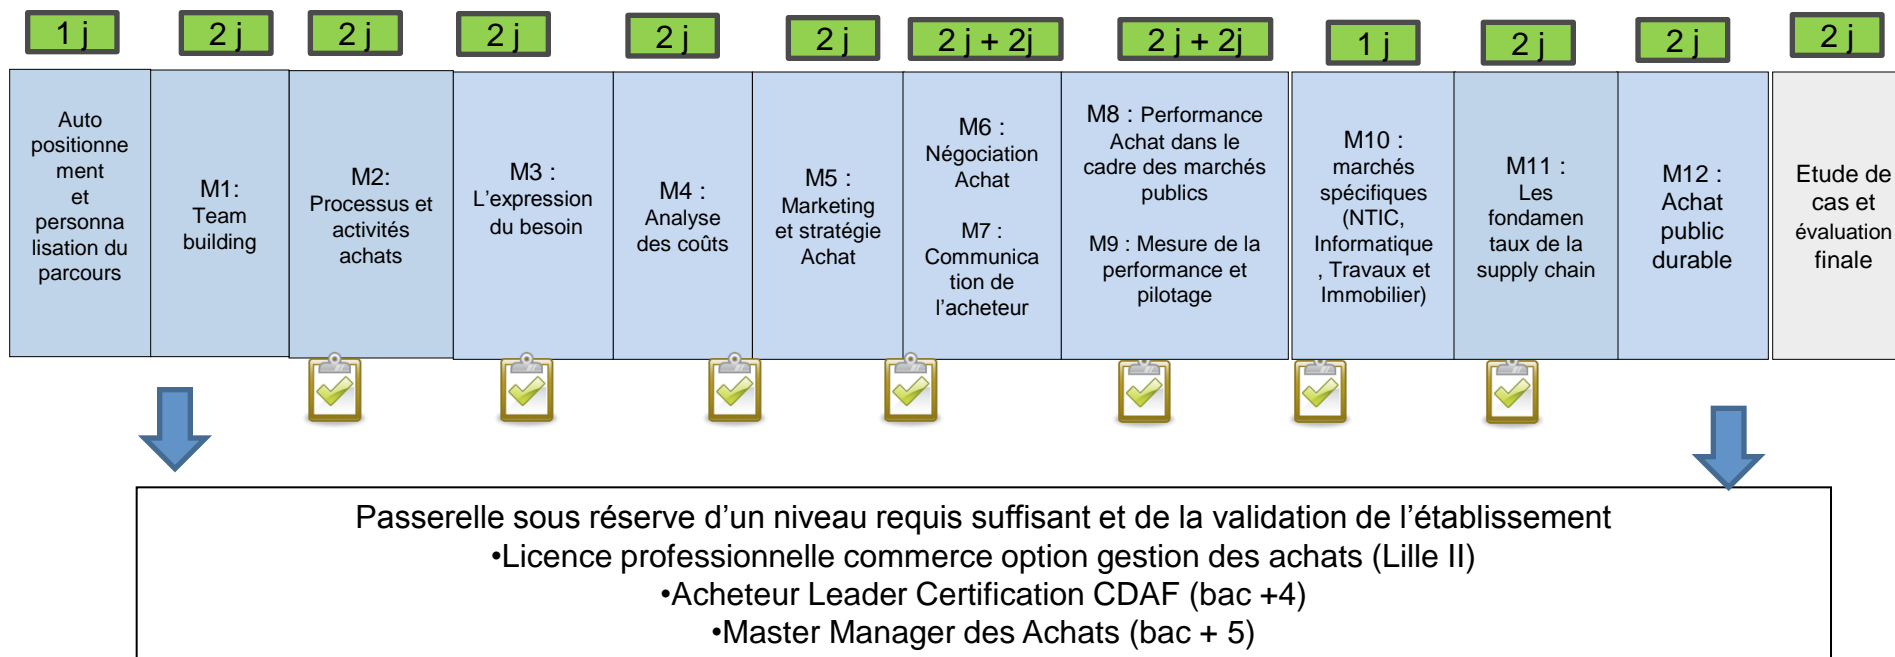 1 j
2 j
2 j
2 j
2 j
2 j
2 j + 2j
2 j + 2j
1 j
2 j
2 j
2 j
Auto
positionne
ment
et
personna
lisation du
parcours
M1:
Team
building
M2:
Processus et
activités
achats
M3 :
L’expression
du besoin
M4 :
Analyse
des coûts
M5 :
Marketing
et stratégie
Achat
M6 :
Négociation
Achat
M7 :
Communica
tion de
l’acheteur
M8 : Performance
Achat dans le
cadre des marchés
publics
M9 : Mesure de la
performance et
pilotage
M10 :
marchés
spécifiques
(NTIC,
Informatique
, Travaux et
Immobilier)
M11 :
Les
fondamen
taux de la
supply chain
M12 :
Achat
public
durable
Etude de
cas et
évaluation
finale
Passerelle sous réserve d’un niveau requis suffisant et de la validation de l’établissement
•Licence professionnelle commerce option gestion des achats (Lille II)
•Acheteur Leader Certification CDAF (bac +4)
•Master Manager des Achats (bac + 5)